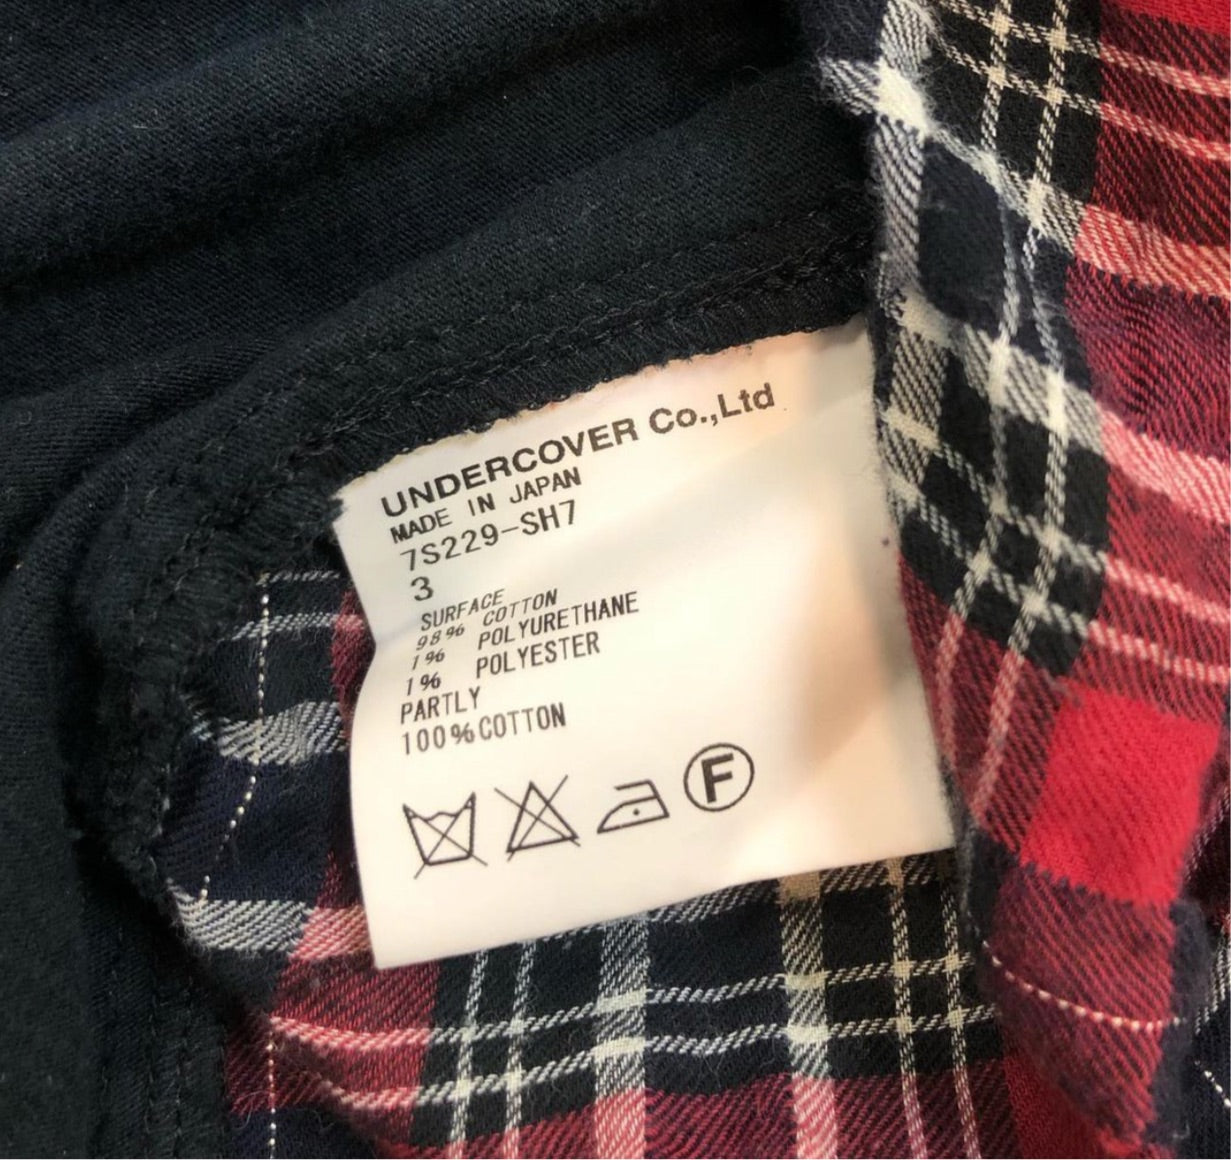 UNDERCOVER Co.,Ltd
MADE IN JAPAN
7S229-SH7
3
SURFACE
98% COTTON
1% POLYURETHANE
1% POLYESTER
PARTLY
100%COTTON
F